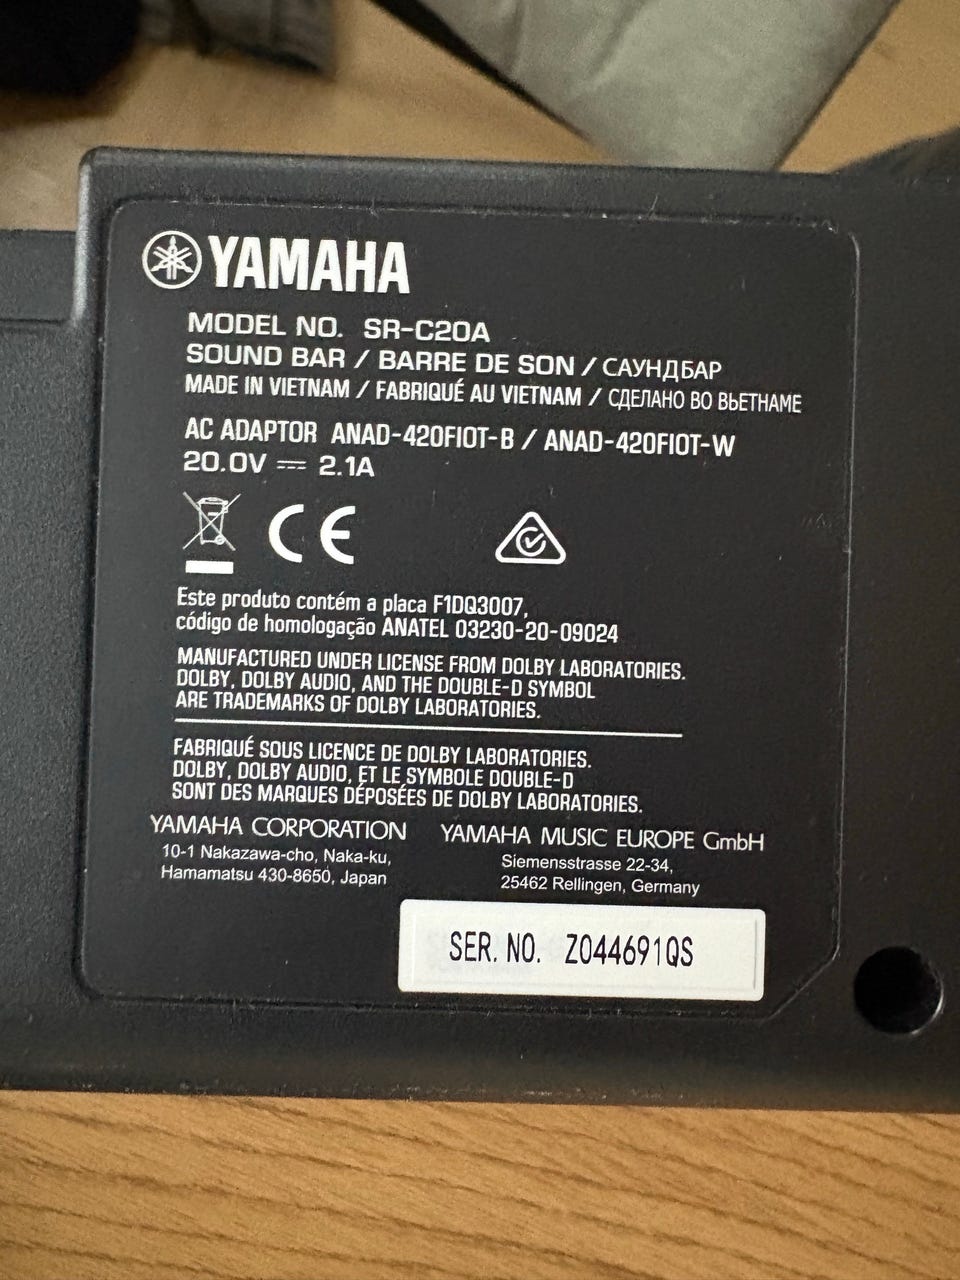 YAMAHA
MODEL NO. SR-C20A
SOUND BAR / BARRE DE SON / САУНДБАР
MADE IN VIETNAM / FABRIQUÉ AU VIETNAM / СДЕЛАНО ВО ВЬЕТНАМЕ
AC ADAPTOR ANAD-420FIOT-B / ANAD-420FIOT-W
20.0V ⎓ 2.1A
CE
Este produto contém a placa F1DQ3007,
código de homologação ANATEL 03230-20-09024
MANUFACTURED UNDER LICENSE FROM DOLBY LABORATORIES.
DOLBY, DOLBY AUDIO, AND THE DOUBLE-D SYMBOL
ARE TRADEMARKS OF DOLBY LABORATORIES.
FABRIQUÉ SOUS LICENCE DE DOLBY LABORATORIES.
DOLBY, DOLBY AUDIO, ET LE SYMBOLE DOUBLE-D
SONT DES MARQUES DÉPOSÉES DE DOLBY LABORATORIES.
YAMAHA CORPORATION
10-1 Nakazawa-cho, Naka-ku,
Hamamatsu 430-8650, Japan
YAMAHA MUSIC EUROPE GmbH
Siemensstrasse 22-34,
25462 Rellingen, Germany
SER. NO. Z044691QS